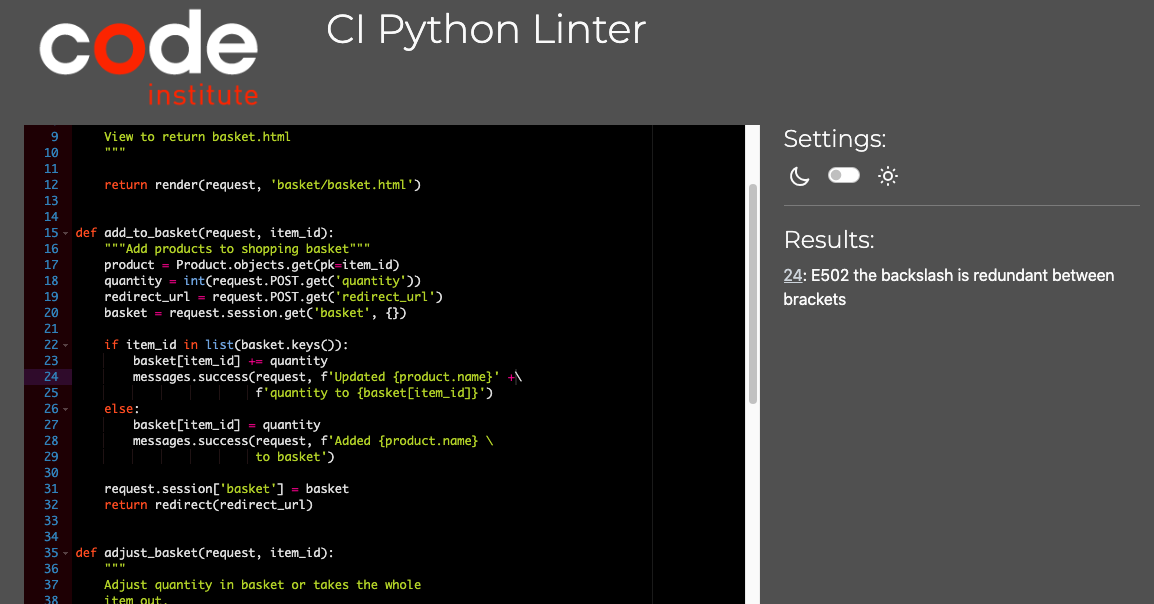 code
institute
CI Python Linter
9 View to return basket.html
10 """
11
12 return render(request, 'basket/basket.html')
13
14
15 def add_to_basket(request, item_id):
16 """Add products to shopping basket"""
17 product = Product.objects.get(pk=item_id)
18 quantity = int(request.POST.get('quantity'))
19 redirect_url = request.POST.get('redirect_url')
20 basket = request.session.get('basket', {})
21
22 if item_id in list(basket.keys()):
23 basket[item_id] += quantity
24 messages.success(request, f'Updated {product.name}' +\
25 f'quantity to {basket[item_id]}')
26 else:
27 basket[item_id] = quantity
28 messages.success(request, f'Added {product.name} \
29 to basket')
30
31 request.session['basket'] = basket
32 return redirect(redirect_url)
33
34
35 def adjust_basket(request, item_id):
36 """
37 Adjust quantity in basket or takes the whole
38 item out.
Settings:
Results:
24: E502 the backslash is redundant between
brackets